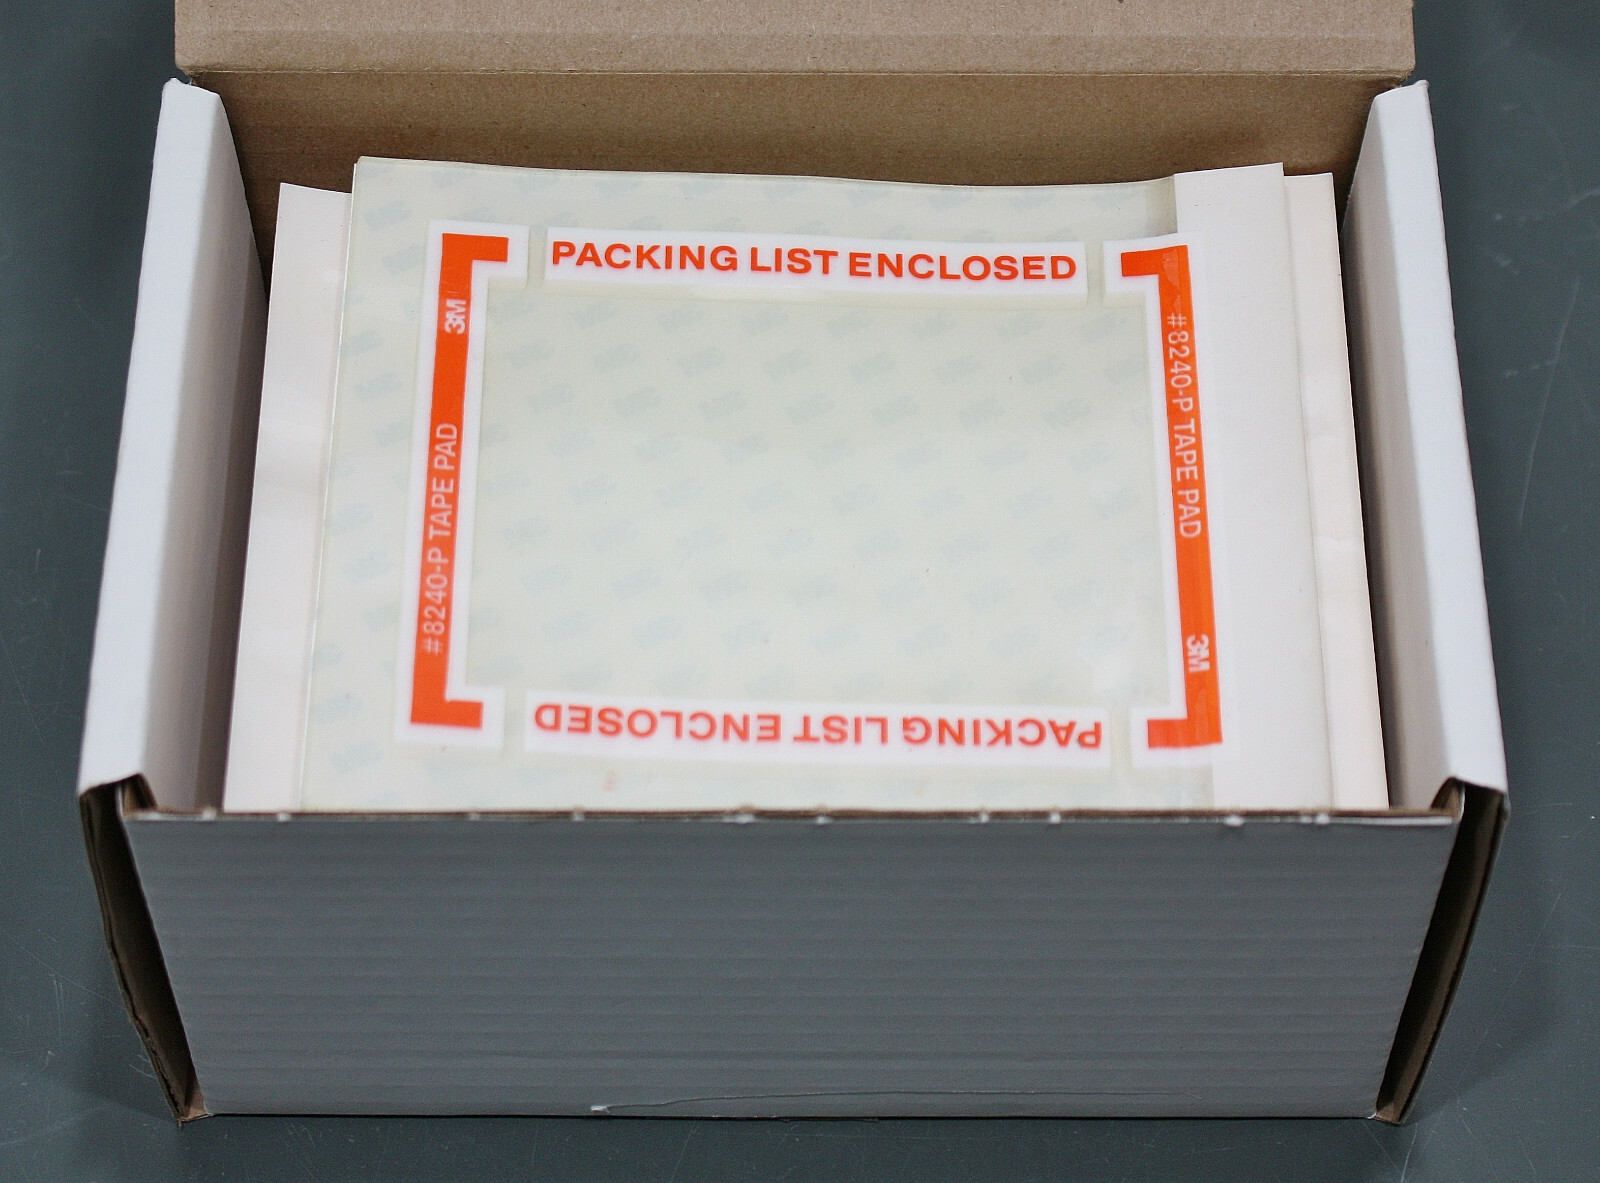 PACKING LIST ENCLOSED
3M
#8240-P TAPE PAD
#8240-P TAPE PAD
3M
PACKING LIST ENCLOSED